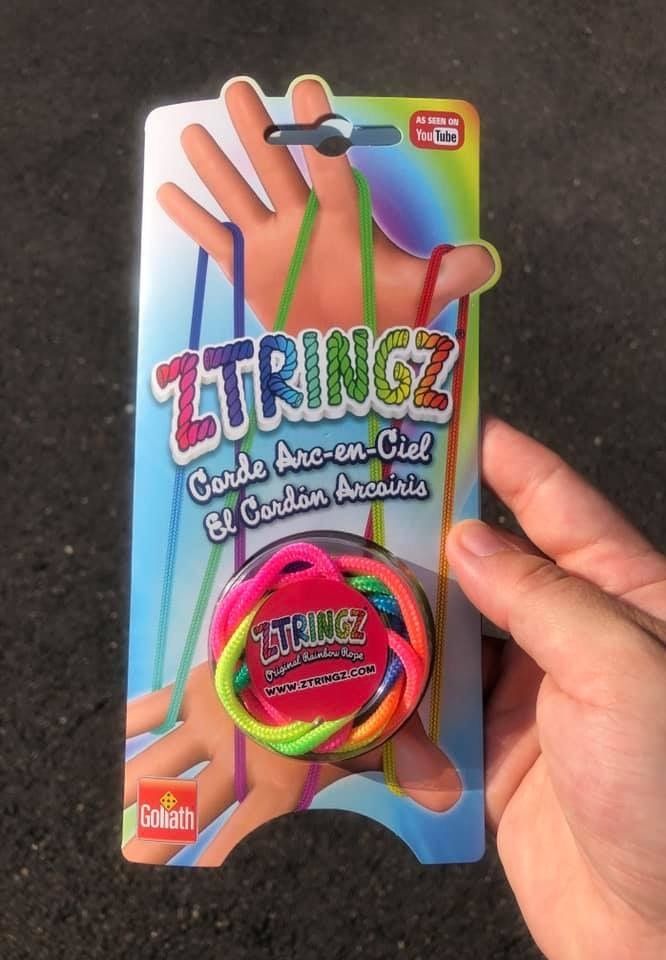 AS SEEN ON
YouTube
ZTRINGZ
Corde Arc-en-Ciel
El Cordón Arcoiris
ZTRINGZ
Original Rainbow Rope
WWW.ZTRINGZ.COM
Goliath